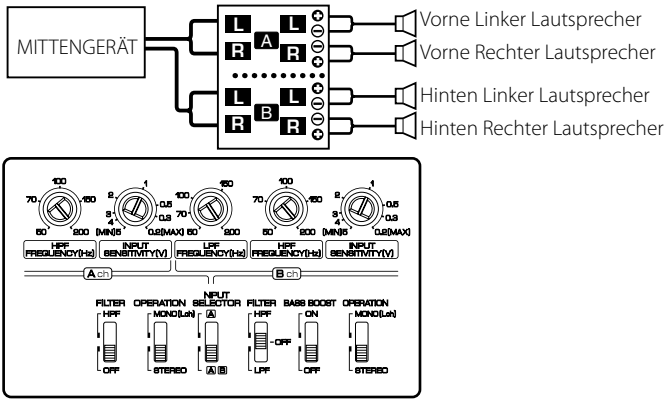 L L
Vorne Linker Lautsprecher
MITTENGERÄT
R A R
Vorne Rechter Lautsprecher
L L
Hinten Linker Lautsprecher
R B R
Hinten Rechter Lautsprecher
100 1 100 150 100 1
70 150 2 0.5 70 70 150 2 0.5
3 0.3 3 0.3
4 4
50 200 (MIN)5 0.2(MAX) 50 200 50 200 (MIN)5 0.2(MAX)
HPF INPUT LPF HPF INPUT
FREQUENCY(Hz) SENSITIVITY(V) FREQUENCY(Hz) FREQUENCY(Hz) SENSITIVITY(V)
A ch B ch
INPUT
FILTER OPERATION SELECTOR FILTER BASS BOOST OPERATION
HPF MONO(Lch) A HPF ON MONO(Lch)
OFF
OFF STEREO A B LPF OFF STEREO